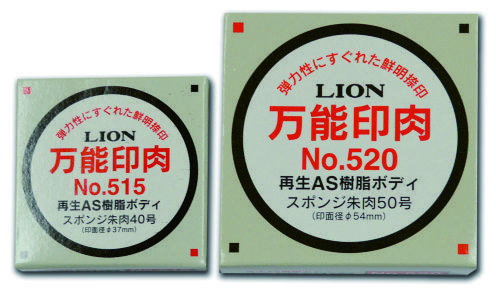 弾力性にすぐれた鮮明捺印
LION
万能印肉
No.515
再生AS樹脂ボディ
スポンジ朱肉40号
(印面径φ37mm)
弾力性にすぐれた鮮明捺印
LION
万能印肉
No.520
再生AS樹脂ボディ
スポンジ朱肉50号
(印面径φ54mm)